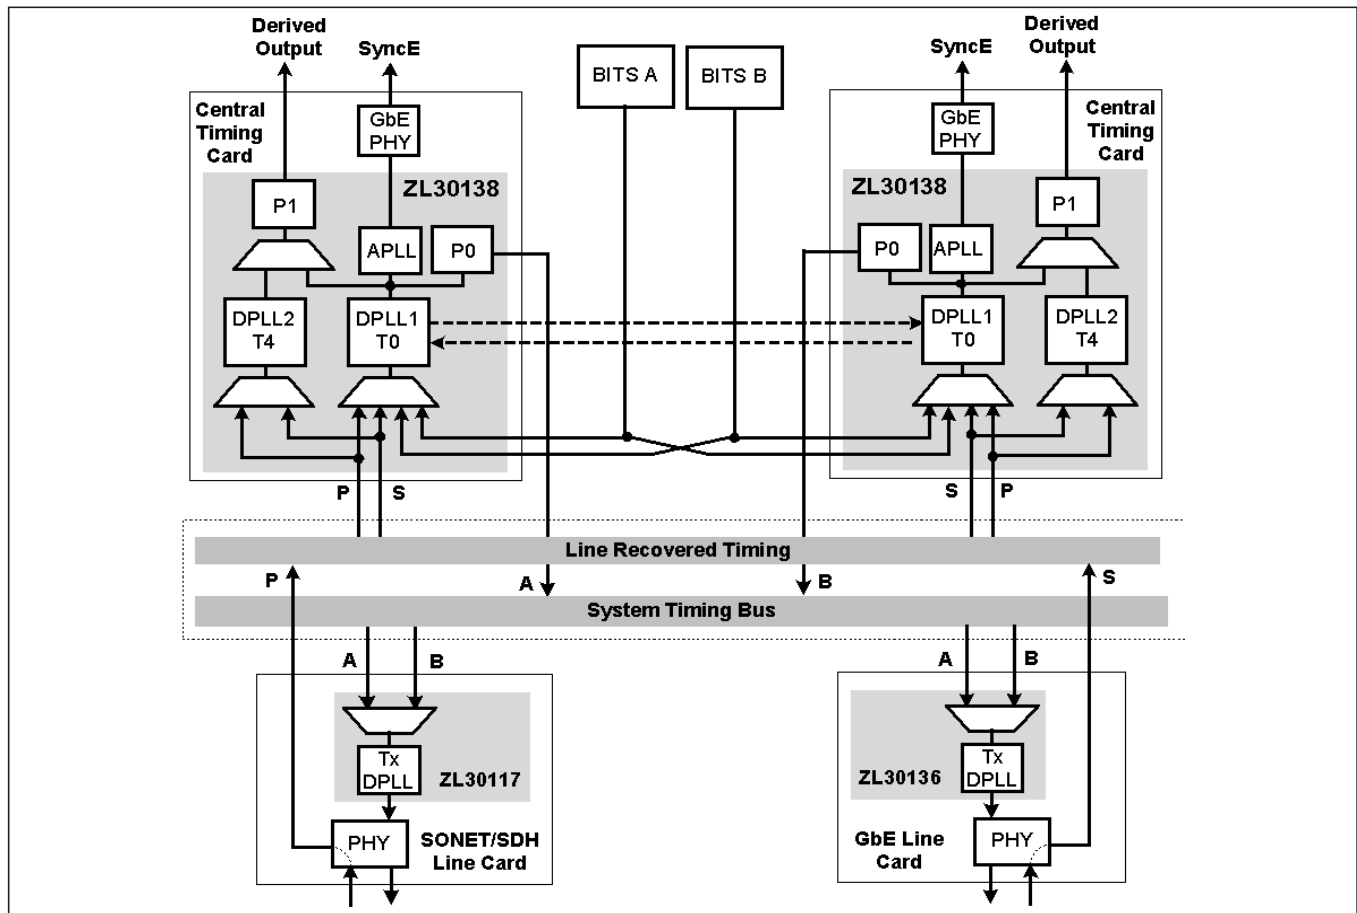 Derived
Output
SyncE
BITS A
BITS B
SyncE
Derived
Output
Central
Timing
Card
GbE
PHY
GbE
PHY
Central
Timing
Card
ZL30138
ZL30138
P1
APLL
P0
P0
APLL
P1
DPLL2
T4
DPLL1
T0
DPLL1
T0
DPLL2
T4
P
S
S
P
Line Recovered Timing
P
A
B
S
System Timing Bus
A
B
A
B
Tx
DPLL
ZL30117
ZL30136
Tx
DPLL
PHY
SONET/SDH
Line Card
GbE Line
Card
PHY